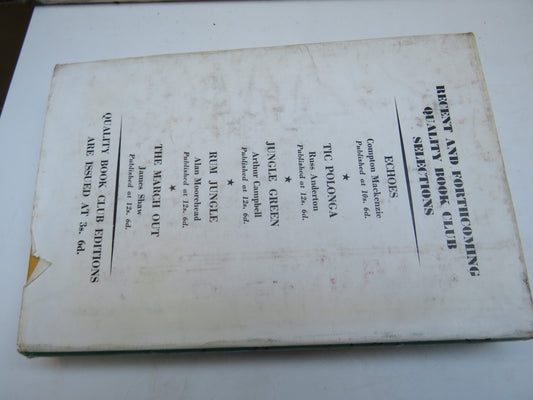 RECENT AND FORTHCOMING
QUALITY BOOK CLUB
SELECTIONS
ECHOES
Compton Mackenzie
Published at 10s. 6d.
★
TIC POLONGA
Russ Anderton
Published at 12s. 6d.
★
JUNGLE GREEN
Arthur Campbell
Published at 12s. 6d.
★
RUM JUNGLE
Alan Moorehead
Published at 12s. 6d.
★
THE MARCH OUT
James Shaw
Published at 12s. 6d.
QUALITY BOOK CLUB EDITIONS
ARE ISSUED AT 3s. 6d.